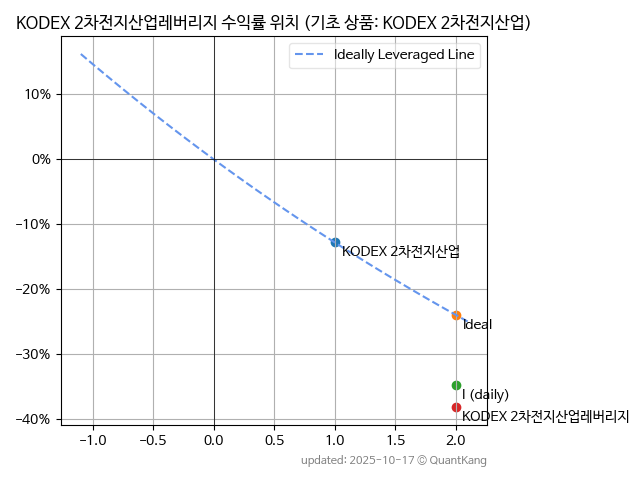 KODEX 2차전지산업레버리지 수익률 위치 (기초 상품: KODEX 2차전지산업)
Ideally Leveraged Line
10%
0%
−10%
KODEX 2차전지산업
−20%
Ideal
−30%
l (daily)
KODEX 2차전지산업레버리지
−40%
−1.0 −0.5 0.0 0.5 1.0 1.5 2.0
updated: 2025-10-17 © QuantKang